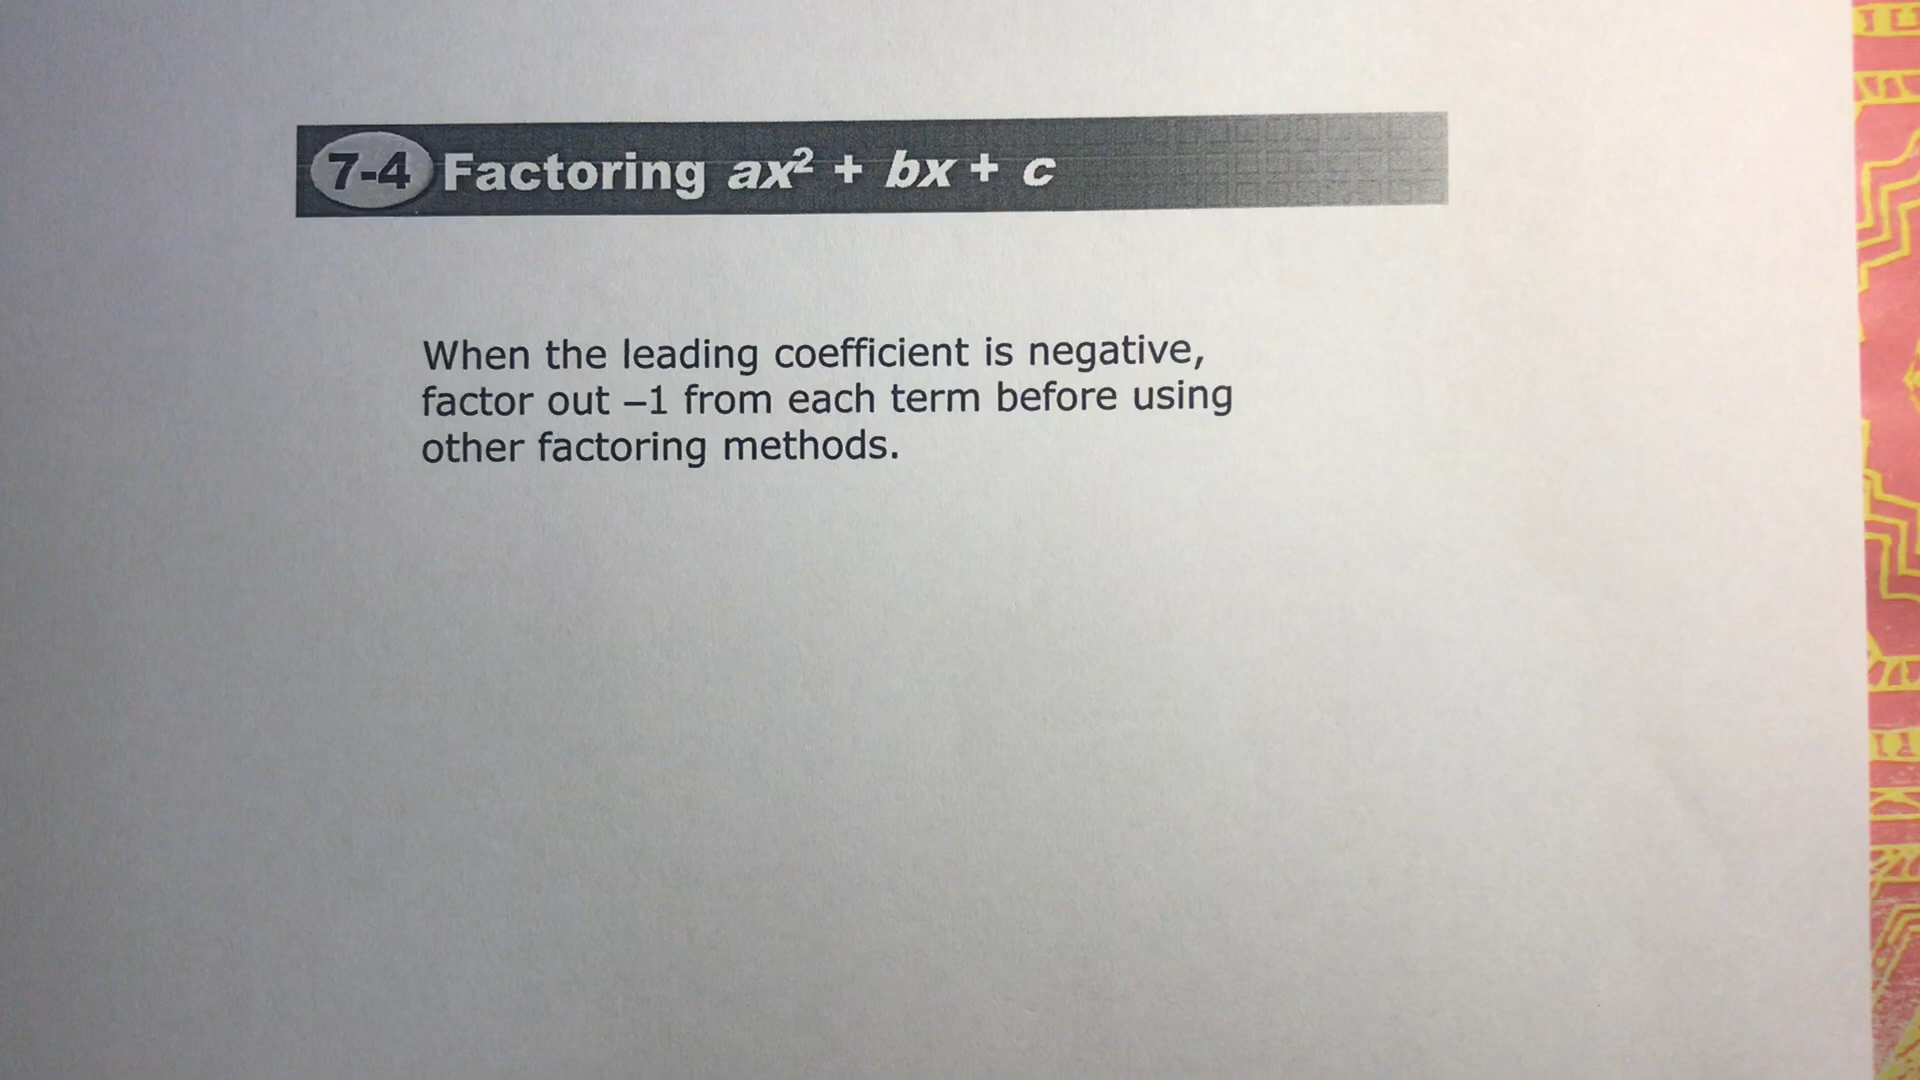 7-4 Factoring ax² + bx + c
When the leading coefficient is negative,
factor out –1 from each term before using
other factoring methods.